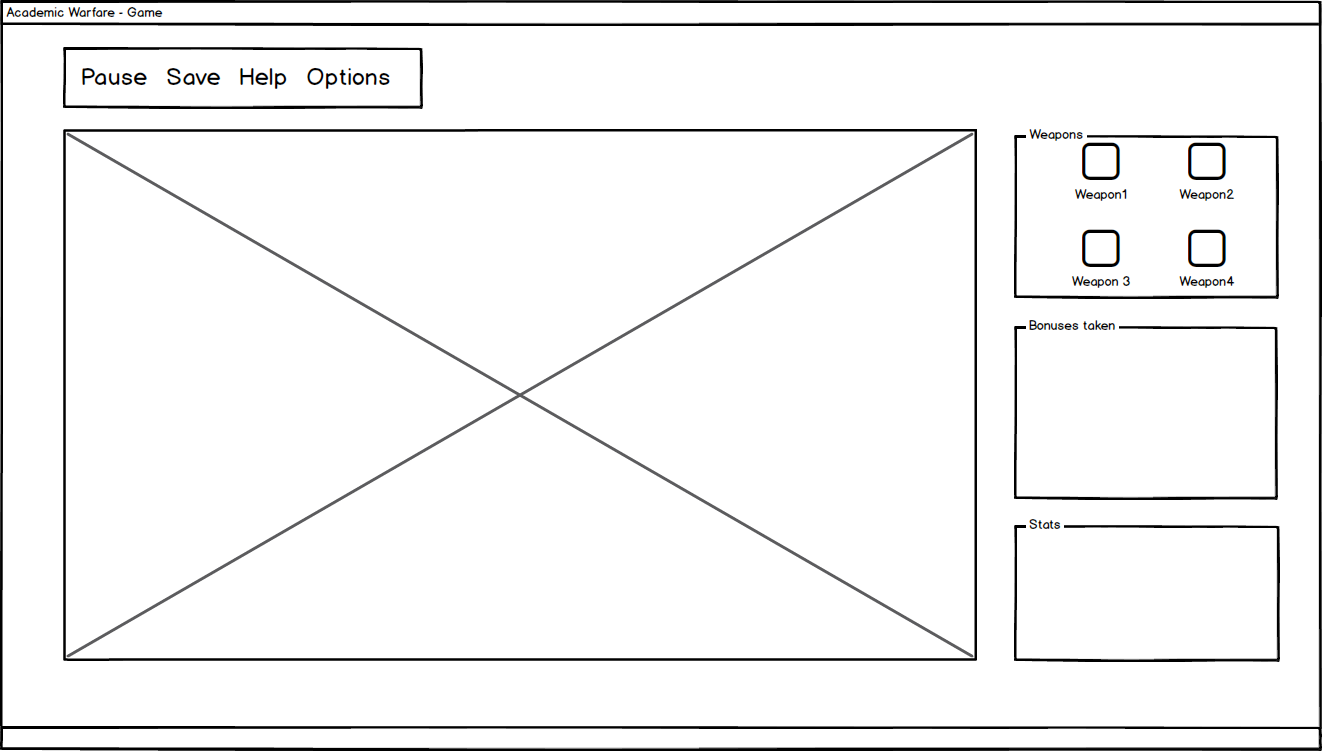 Academic Warfare - Game
Pause Save Help Options
Weapons
Weapon1 Weapon2
Weapon 3 Weapon4
Bonuses taken
Stats